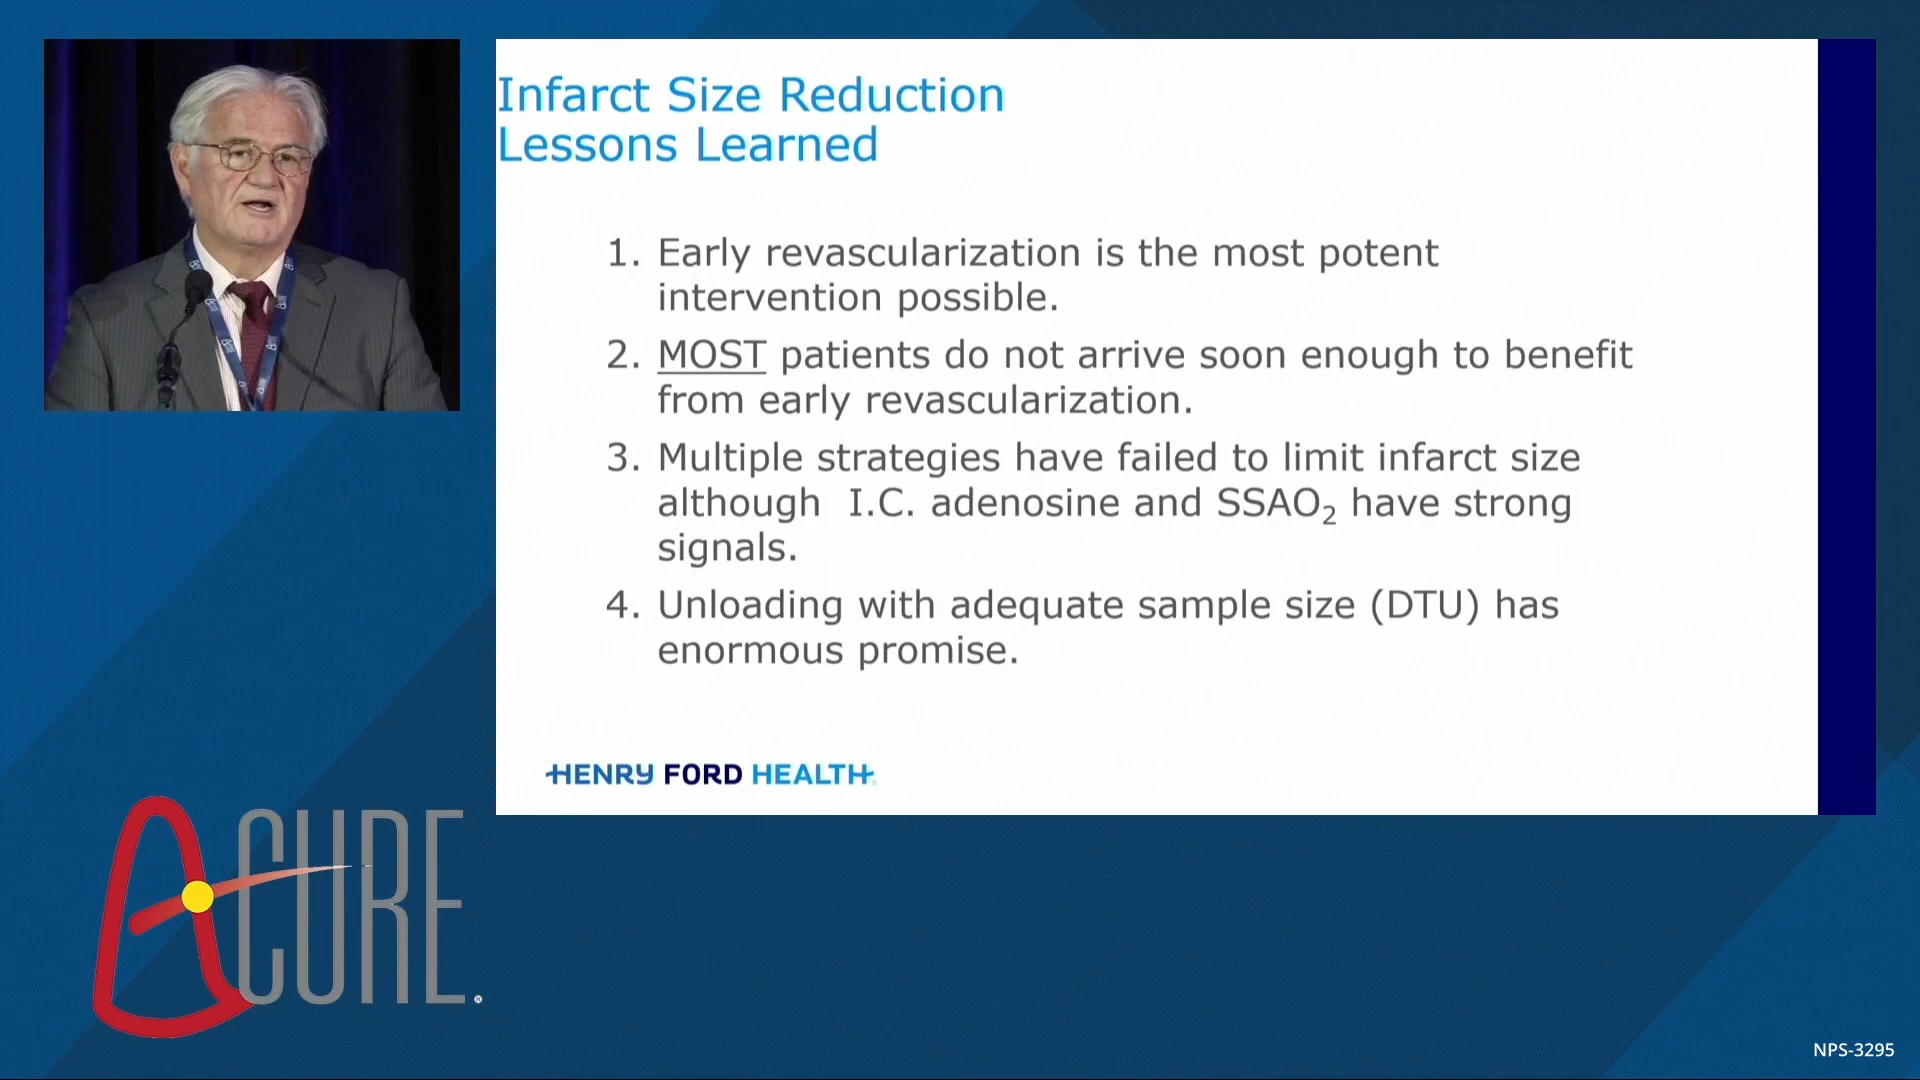 Infarct Size Reduction
Lessons Learned
1. Early revascularization is the most potent
intervention possible.
2. MOST patients do not arrive soon enough to benefit
from early revascularization.
3. Multiple strategies have failed to limit infarct size
although  I.C. adenosine and SSAO₂ have strong
signals.
4. Unloading with adequate sample size (DTU) has
enormous promise.
HENRY FORD HEALTH
A CURE®
NPS-3295